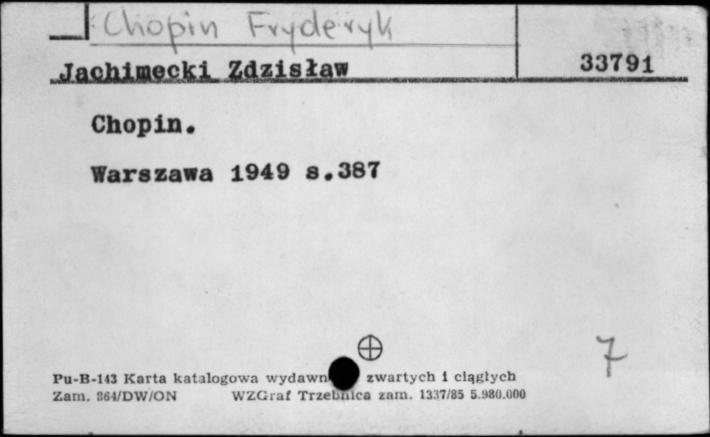 Chopin Fryderyk
Jachimecki Zdzisław 33791
Chopin.
Warszawa 1949 s.387
7
Pu-B-143 Karta katalogowa zwartych i ciągłych
Zam. 864/DW/ON WZGraf Trzebnica zam. 1337/85 5.980.000